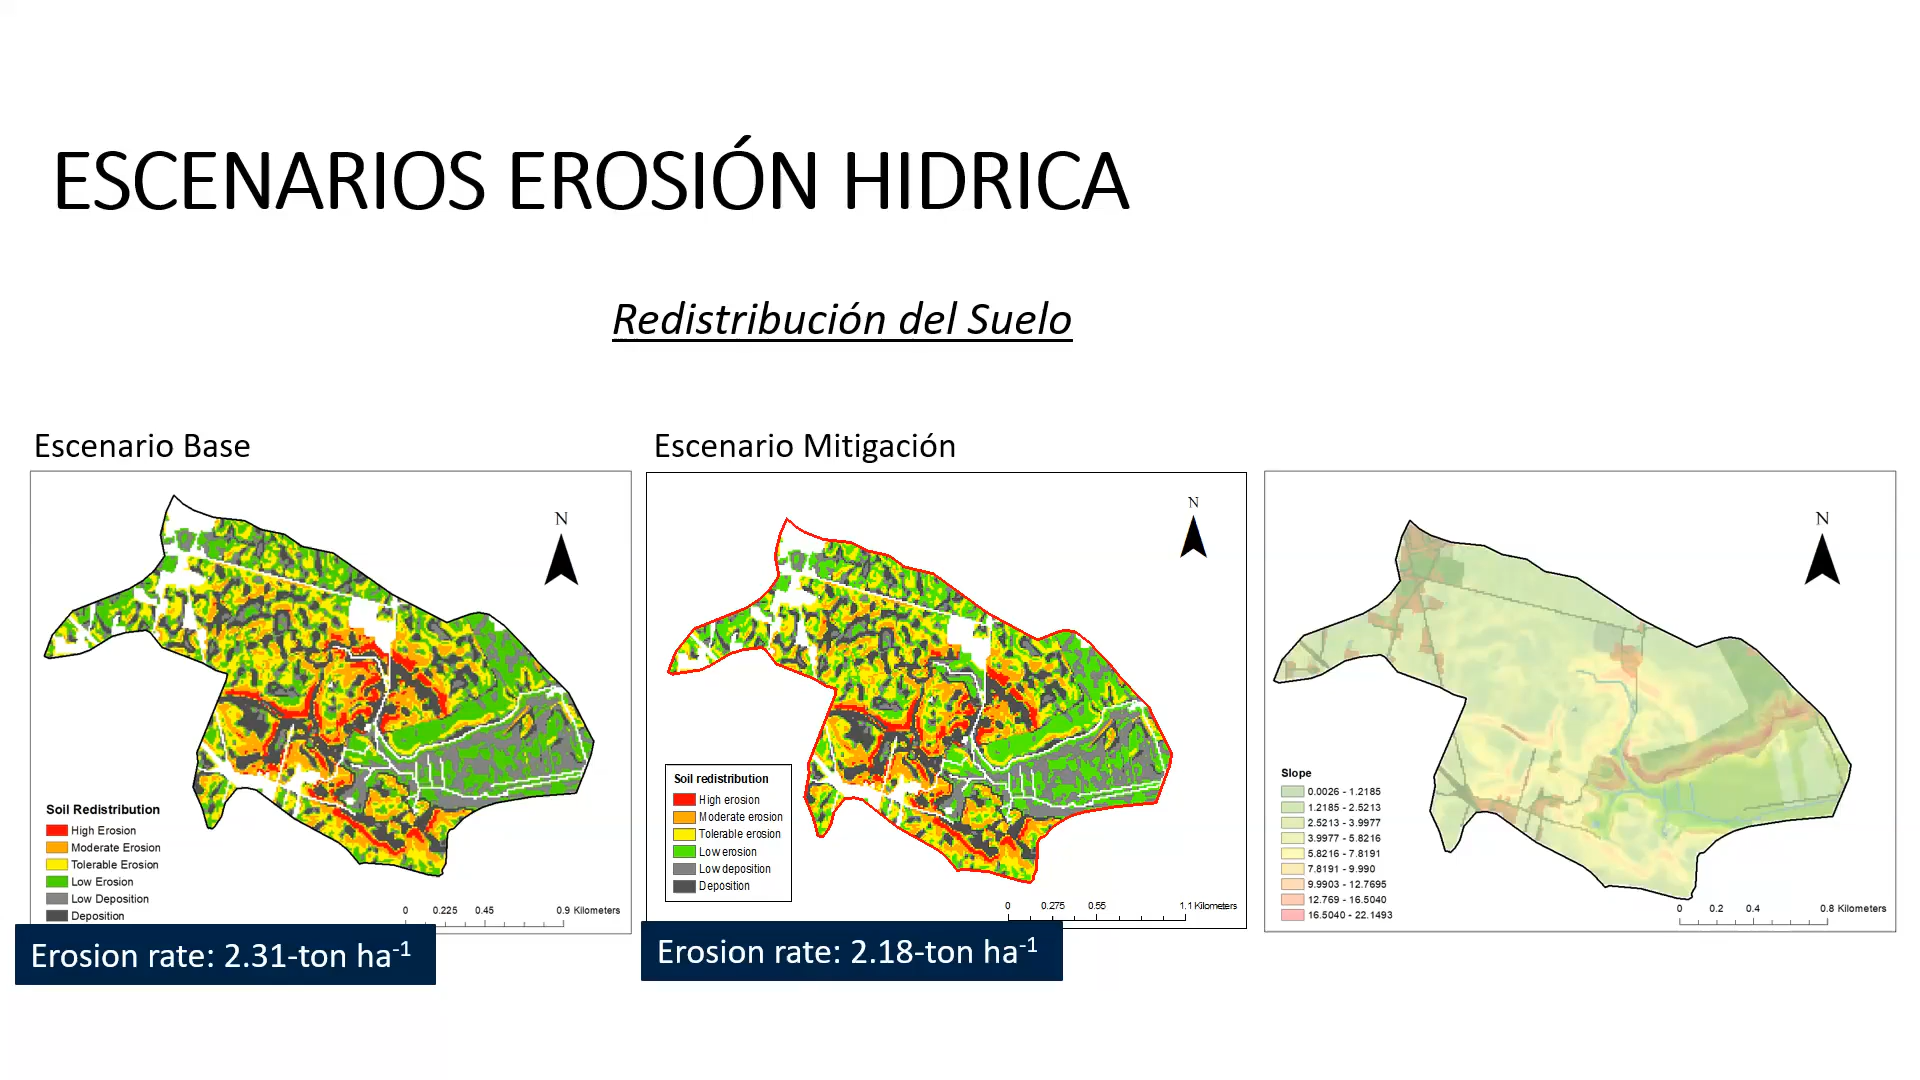 ESCENARIOS EROSIÓN HIDRICA
Redistribución del Suelo
Escenario Base
N
Soil Redistribution
High Erosion
Moderate Erosion
Tolerable Erosion
Low Erosion
Low Deposition
Deposition
0 0.225 0.45 0.9 Kilometers
Erosion rate: 2.31-ton ha-1
Escenario Mitigación
N
Soil redistribution
High erosion
Moderate erosion
Tolerable erosion
Low erosion
Low deposition
Deposition
0 0.275 0.55 1.1 Kilometers
Erosion rate: 2.18-ton ha-1
N
Slope
0.0026 - 1.2185
1.2185 - 2.5213
2.5213 - 3.9977
3.9977 - 5.8216
5.8216 - 7.8191
7.8191 - 9.990
9.9903 - 12.7695
12.769 - 16.5040
16.5040 - 22.1493
0 0.2 0.4 0.8 Kilometers